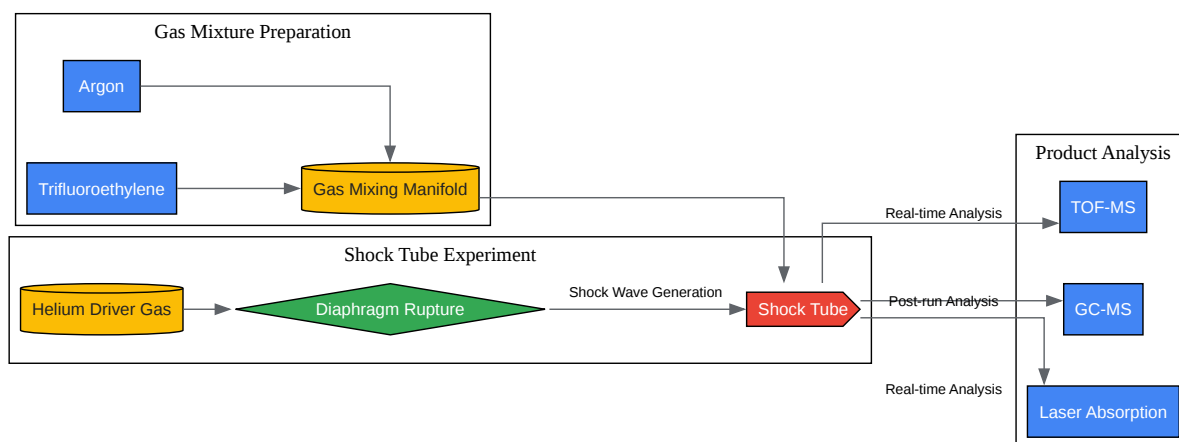 Gas Mixture Preparation
Argon
Trifluoroethylene
Gas Mixing Manifold
Shock Tube Experiment
Helium Driver Gas
Diaphragm Rupture
Shock Wave Generation
Shock Tube
Real-time Analysis
Post-run Analysis
Real-time Analysis
Product Analysis
TOF-MS
GC-MS
Laser Absorption